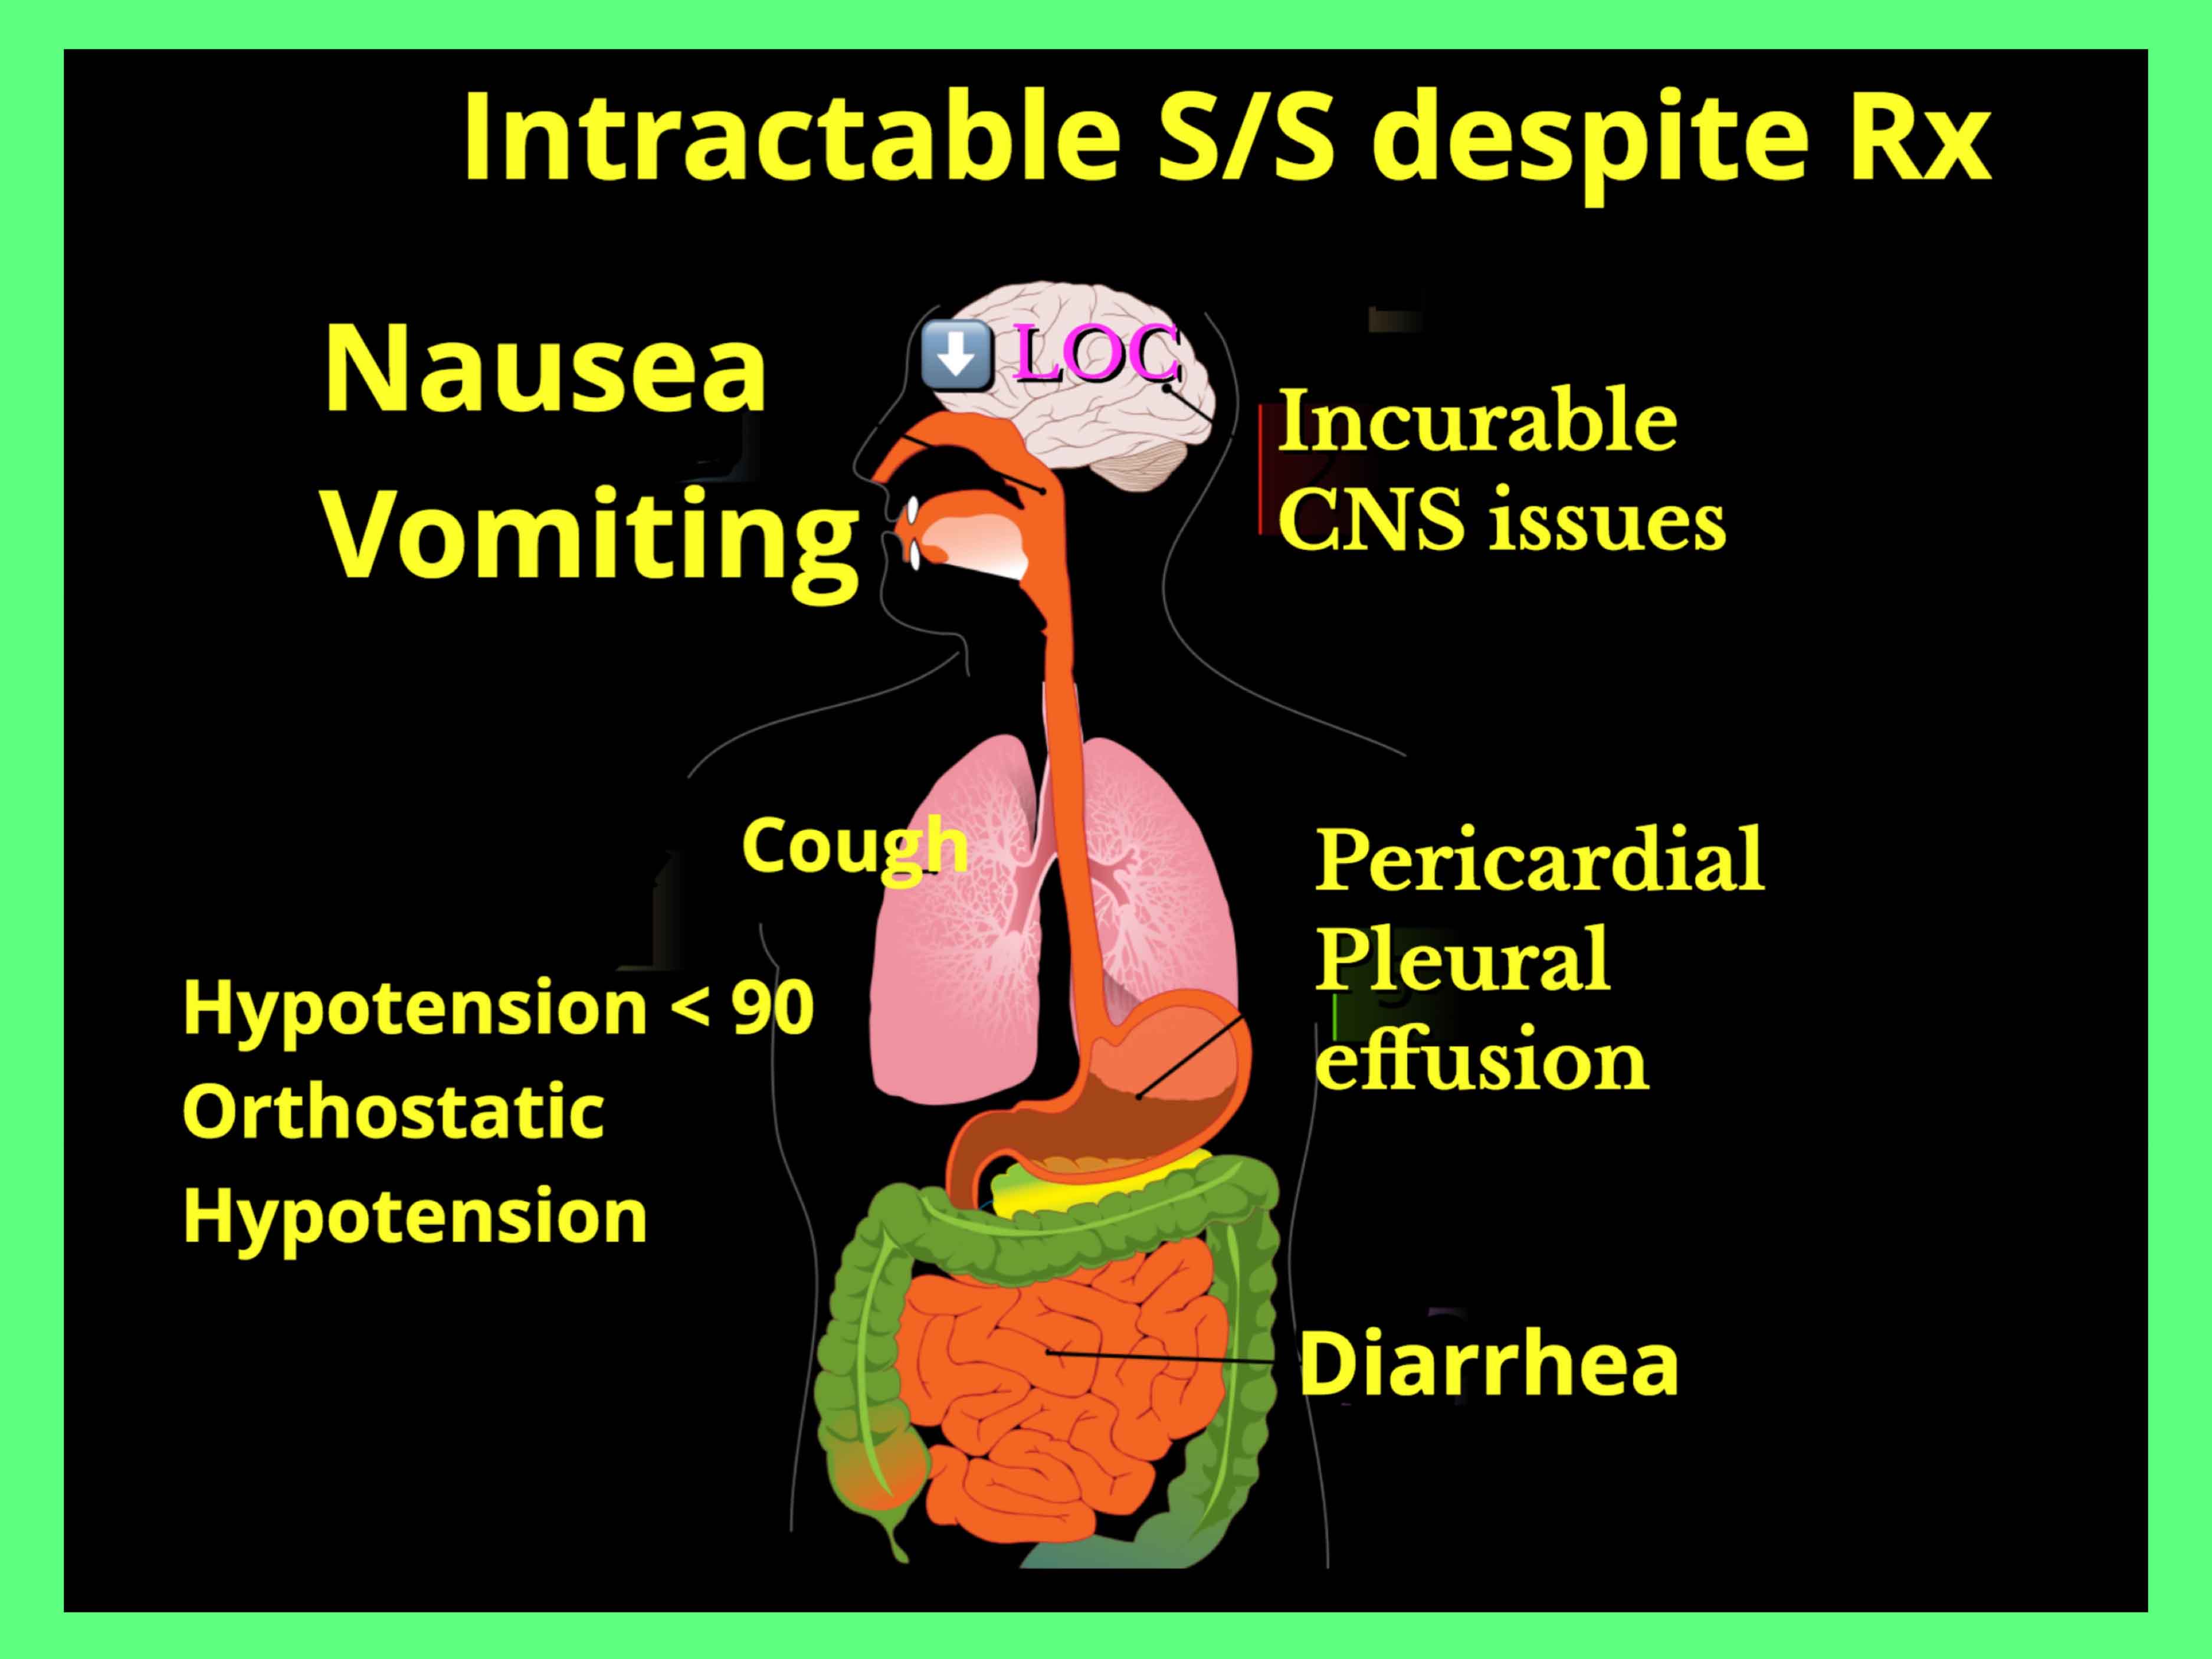 Intractable S/S despite Rx
Nausea
Vomiting
⬇ LOC
Incurable
CNS issues
Cough
Pericardial
Pleural
effusion
Hypotension < 90
Orthostatic
Hypotension
Diarrhea